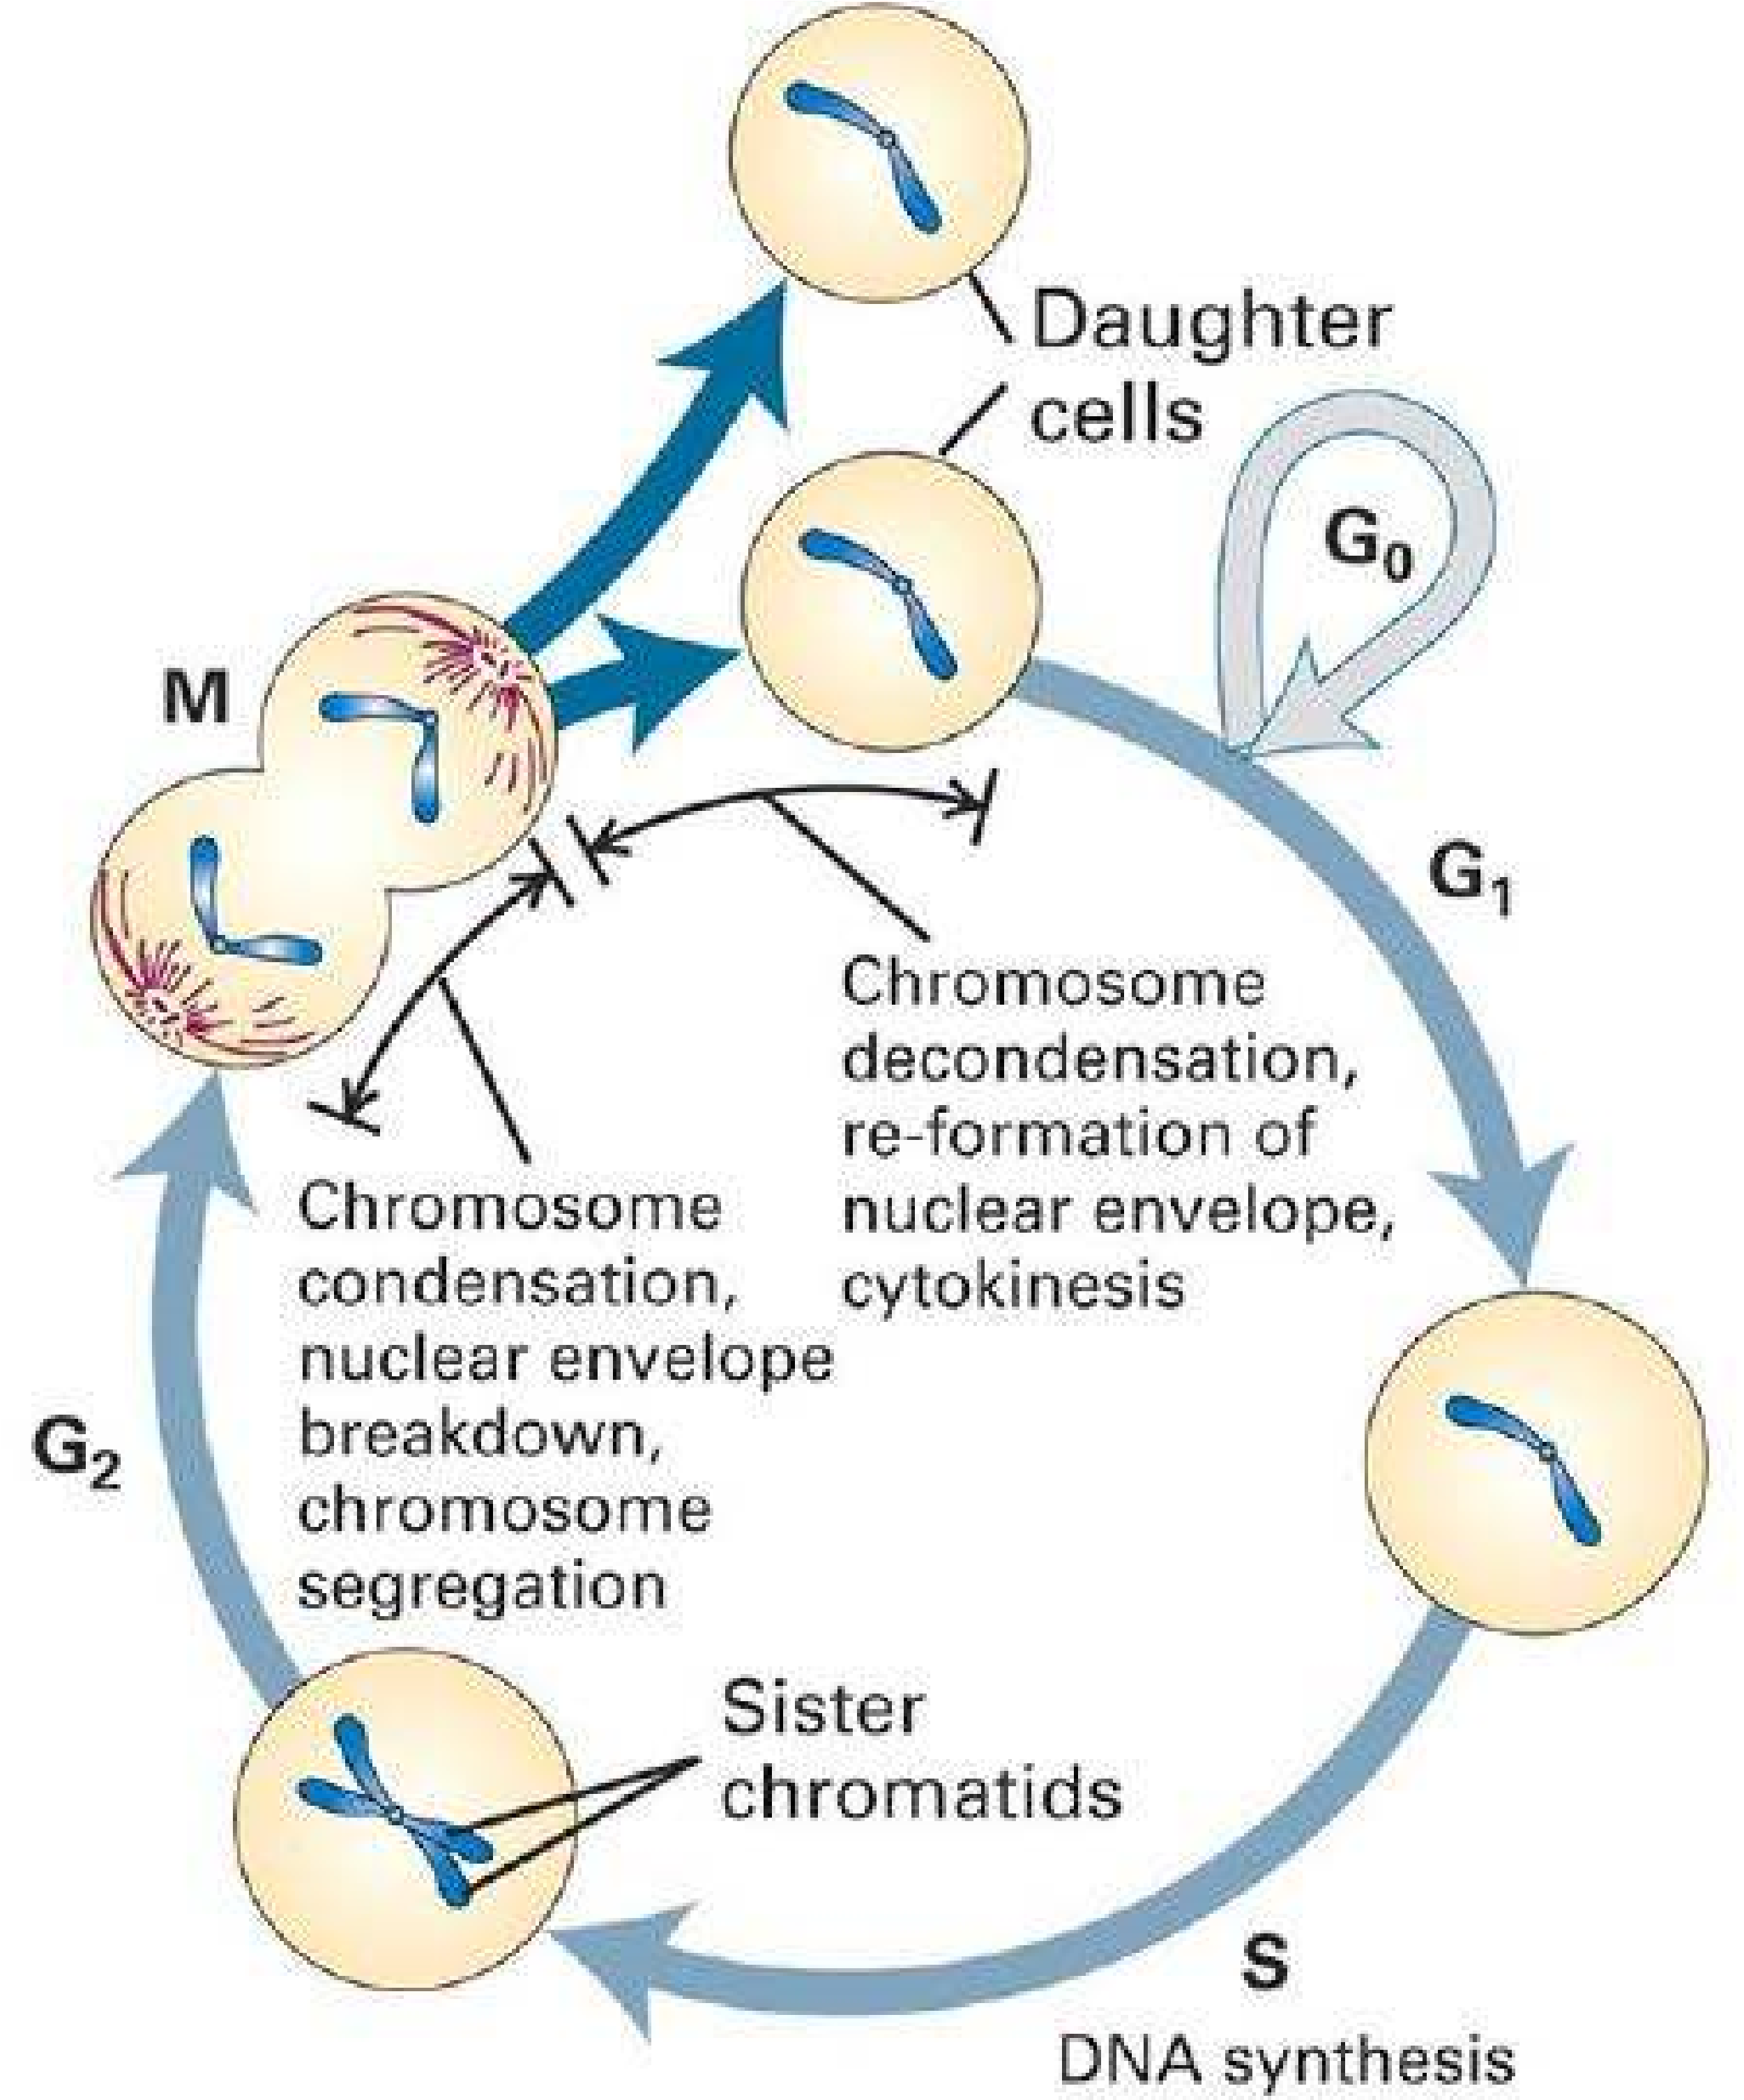 Daughter
cells
G0
M
G1
Chromosome
decondensation,
re-formation of
nuclear envelope,
cytokinesis
Chromosome
condensation,
nuclear envelope
breakdown,
chromosome
segregation
G2
Sister
chromatids
S
DNA synthesis